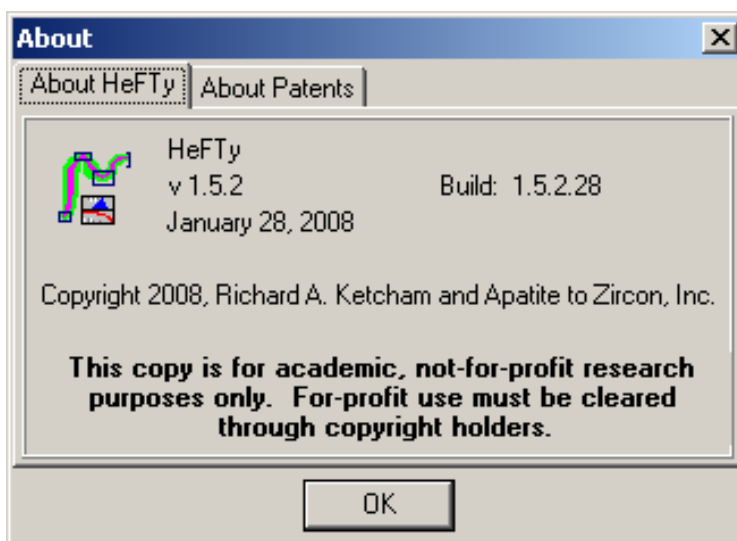 About
About HeFTy About Patents
HeFTy
v 1.5.2 Build: 1.5.2.28
January 28, 2008
Copyright 2008, Richard A. Ketcham and Apatite to Zircon, Inc.
This copy is for academic, not-for-profit research
purposes only. For-profit use must be cleared
through copyright holders.
OK